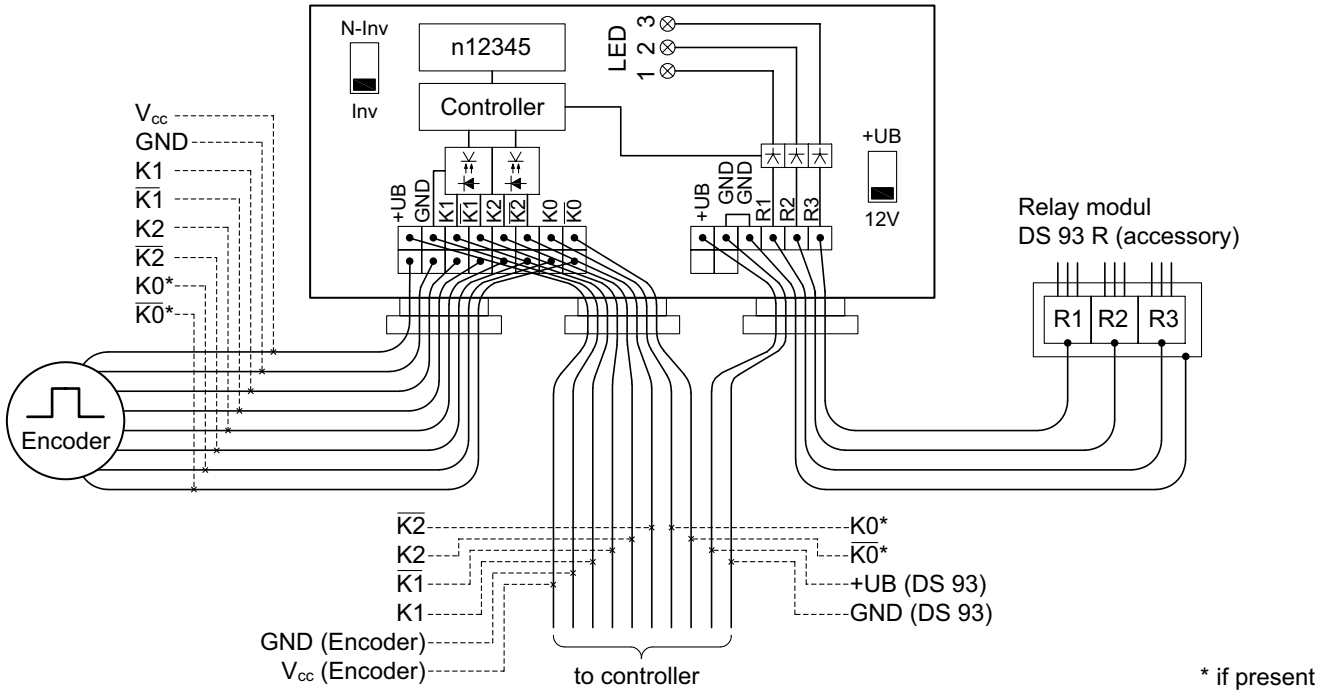 N-Inv
Inv
n12345
Controller
LED
1 2 3
+UB
12V
V_cc
GND
K1
K̅1̅
K2
K̅2̅
K0*
K̅0̅*
+UB
GND
K1
K̅1̅
K2
K̅2̅
K0
K̅0̅
+UB
GND
GND
R1
R2
R3
Relay modul
DS 93 R (accessory)
R1 R2 R3
Encoder
K̅2̅
K2
K̅1̅
K1
GND (Encoder)
V_cc (Encoder)
K0*
K̅0̅*
+UB (DS 93)
GND (DS 93)
to controller
* if present